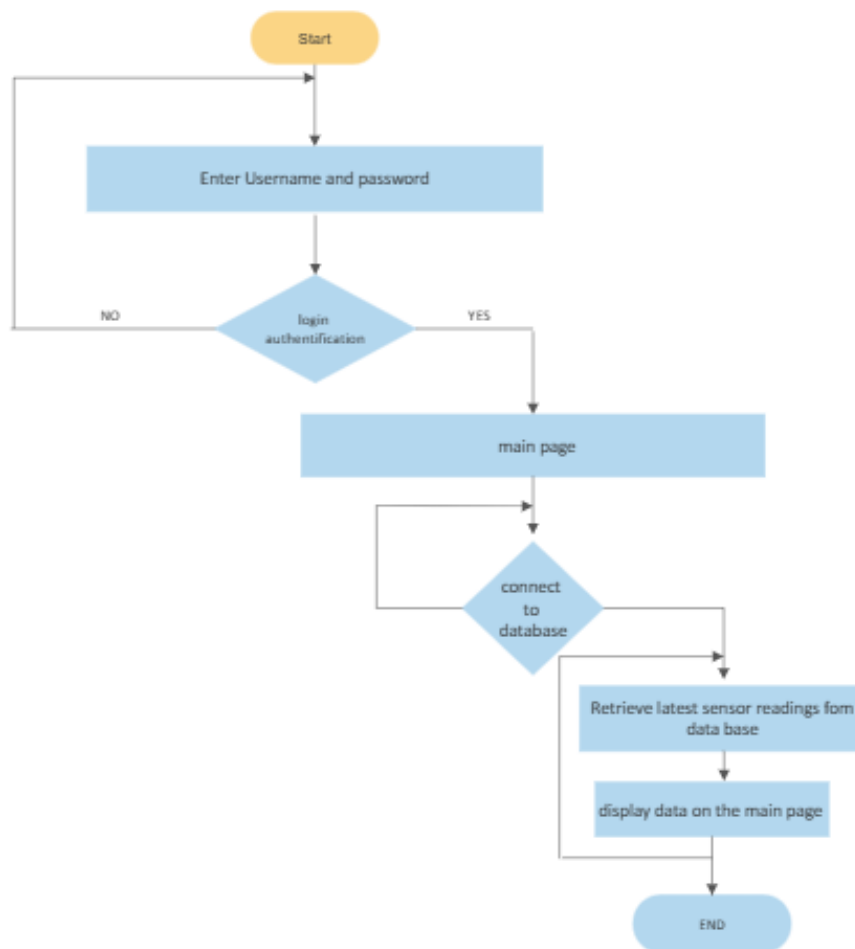 Start
Enter Username and password
login
authentification
NO
YES
main page
connect
to
database
Retrieve latest sensor readings fom
data base
display data on the main page
END